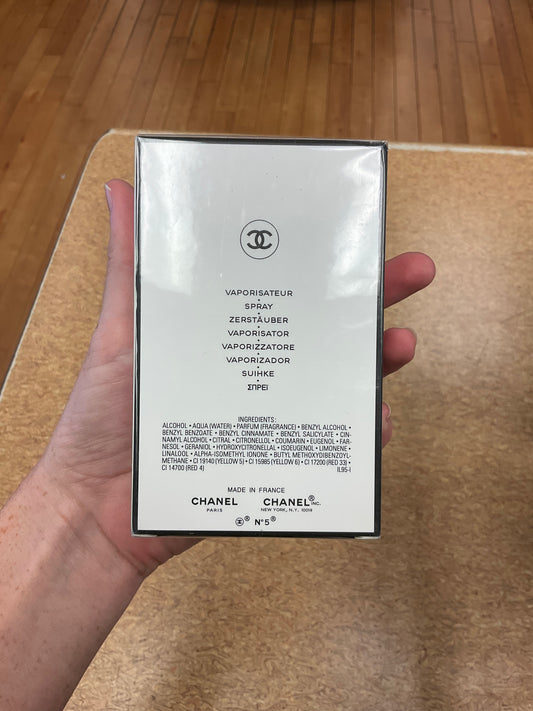 VAPORISATEUR
•
SPRAY
•
ZERSTÄUBER
•
VAPORISATOR
•
VAPORIZZATORE
•
VAPORIZADOR
•
SUIHKE
•
ΣΠΡΕΪ
INGREDIENTS:
ALCOHOL • AQUA (WATER) • PARFUM (FRAGRANCE) • BENZYL ALCOHOL •
BENZYL BENZOATE • BENZYL CINNAMATE • BENZYL SALICYLATE • CIN-
NAMYL ALCOHOL • CITRAL • CITRONELLOL • COUMARIN • EUGENOL • FAR-
NESOL • GERANIOL • HYDROXYCITRONELLAL • ISOEUGENOL • LIMONENE •
LINALOOL • ALPHA-ISOMETHYL IONONE • BUTYL METHOXYDIBENZOYL-
METHANE • CI 19140 (YELLOW 5) • CI 15985 (YELLOW 6) • CI 17200 (RED 33) •
CI 14700 (RED 4) IL95-I
MADE IN FRANCE
CHANEL CHANEL® INC.
PARIS NEW YORK, N.Y. 10019
® N°5®